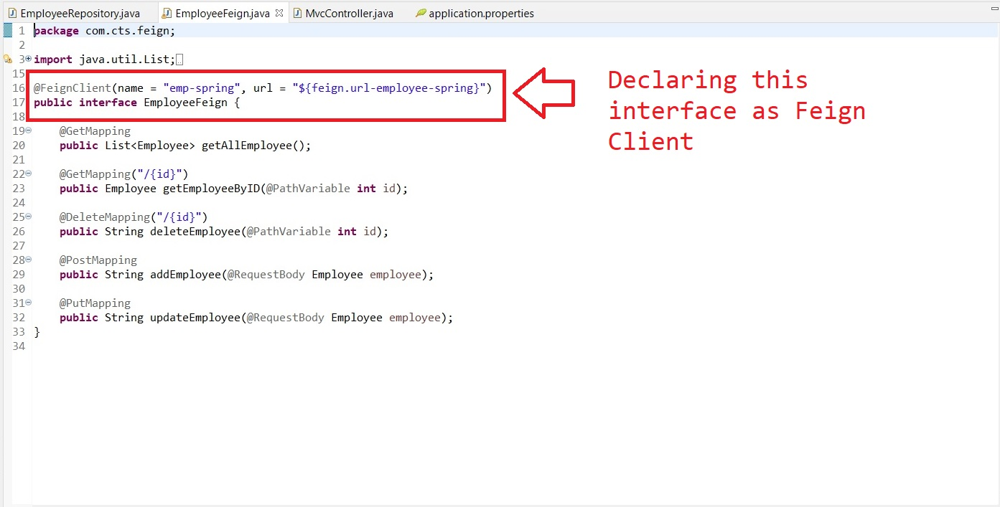 EmployeeRepository.java EmployeeFeign.java MvcController.java application.properties
1 package com.cts.feign;
2
3 import java.util.List;
15
16 @FeignClient(name = "emp-spring", url = "${feign.url-employee-spring}")
17 public interface EmployeeFeign {
18
19 @GetMapping
20 public List<Employee> getAllEmployee();
21
22 @GetMapping("/{id}")
23 public Employee getEmployeeByID(@PathVariable int id);
24
25 @DeleteMapping("/{id}")
26 public String deleteEmployee(@PathVariable int id);
27
28 @PostMapping
29 public String addEmployee(@RequestBody Employee employee);
30
31 @PutMapping
32 public String updateEmployee(@RequestBody Employee employee);
33 }
34
Declaring this
interface as Feign
Client